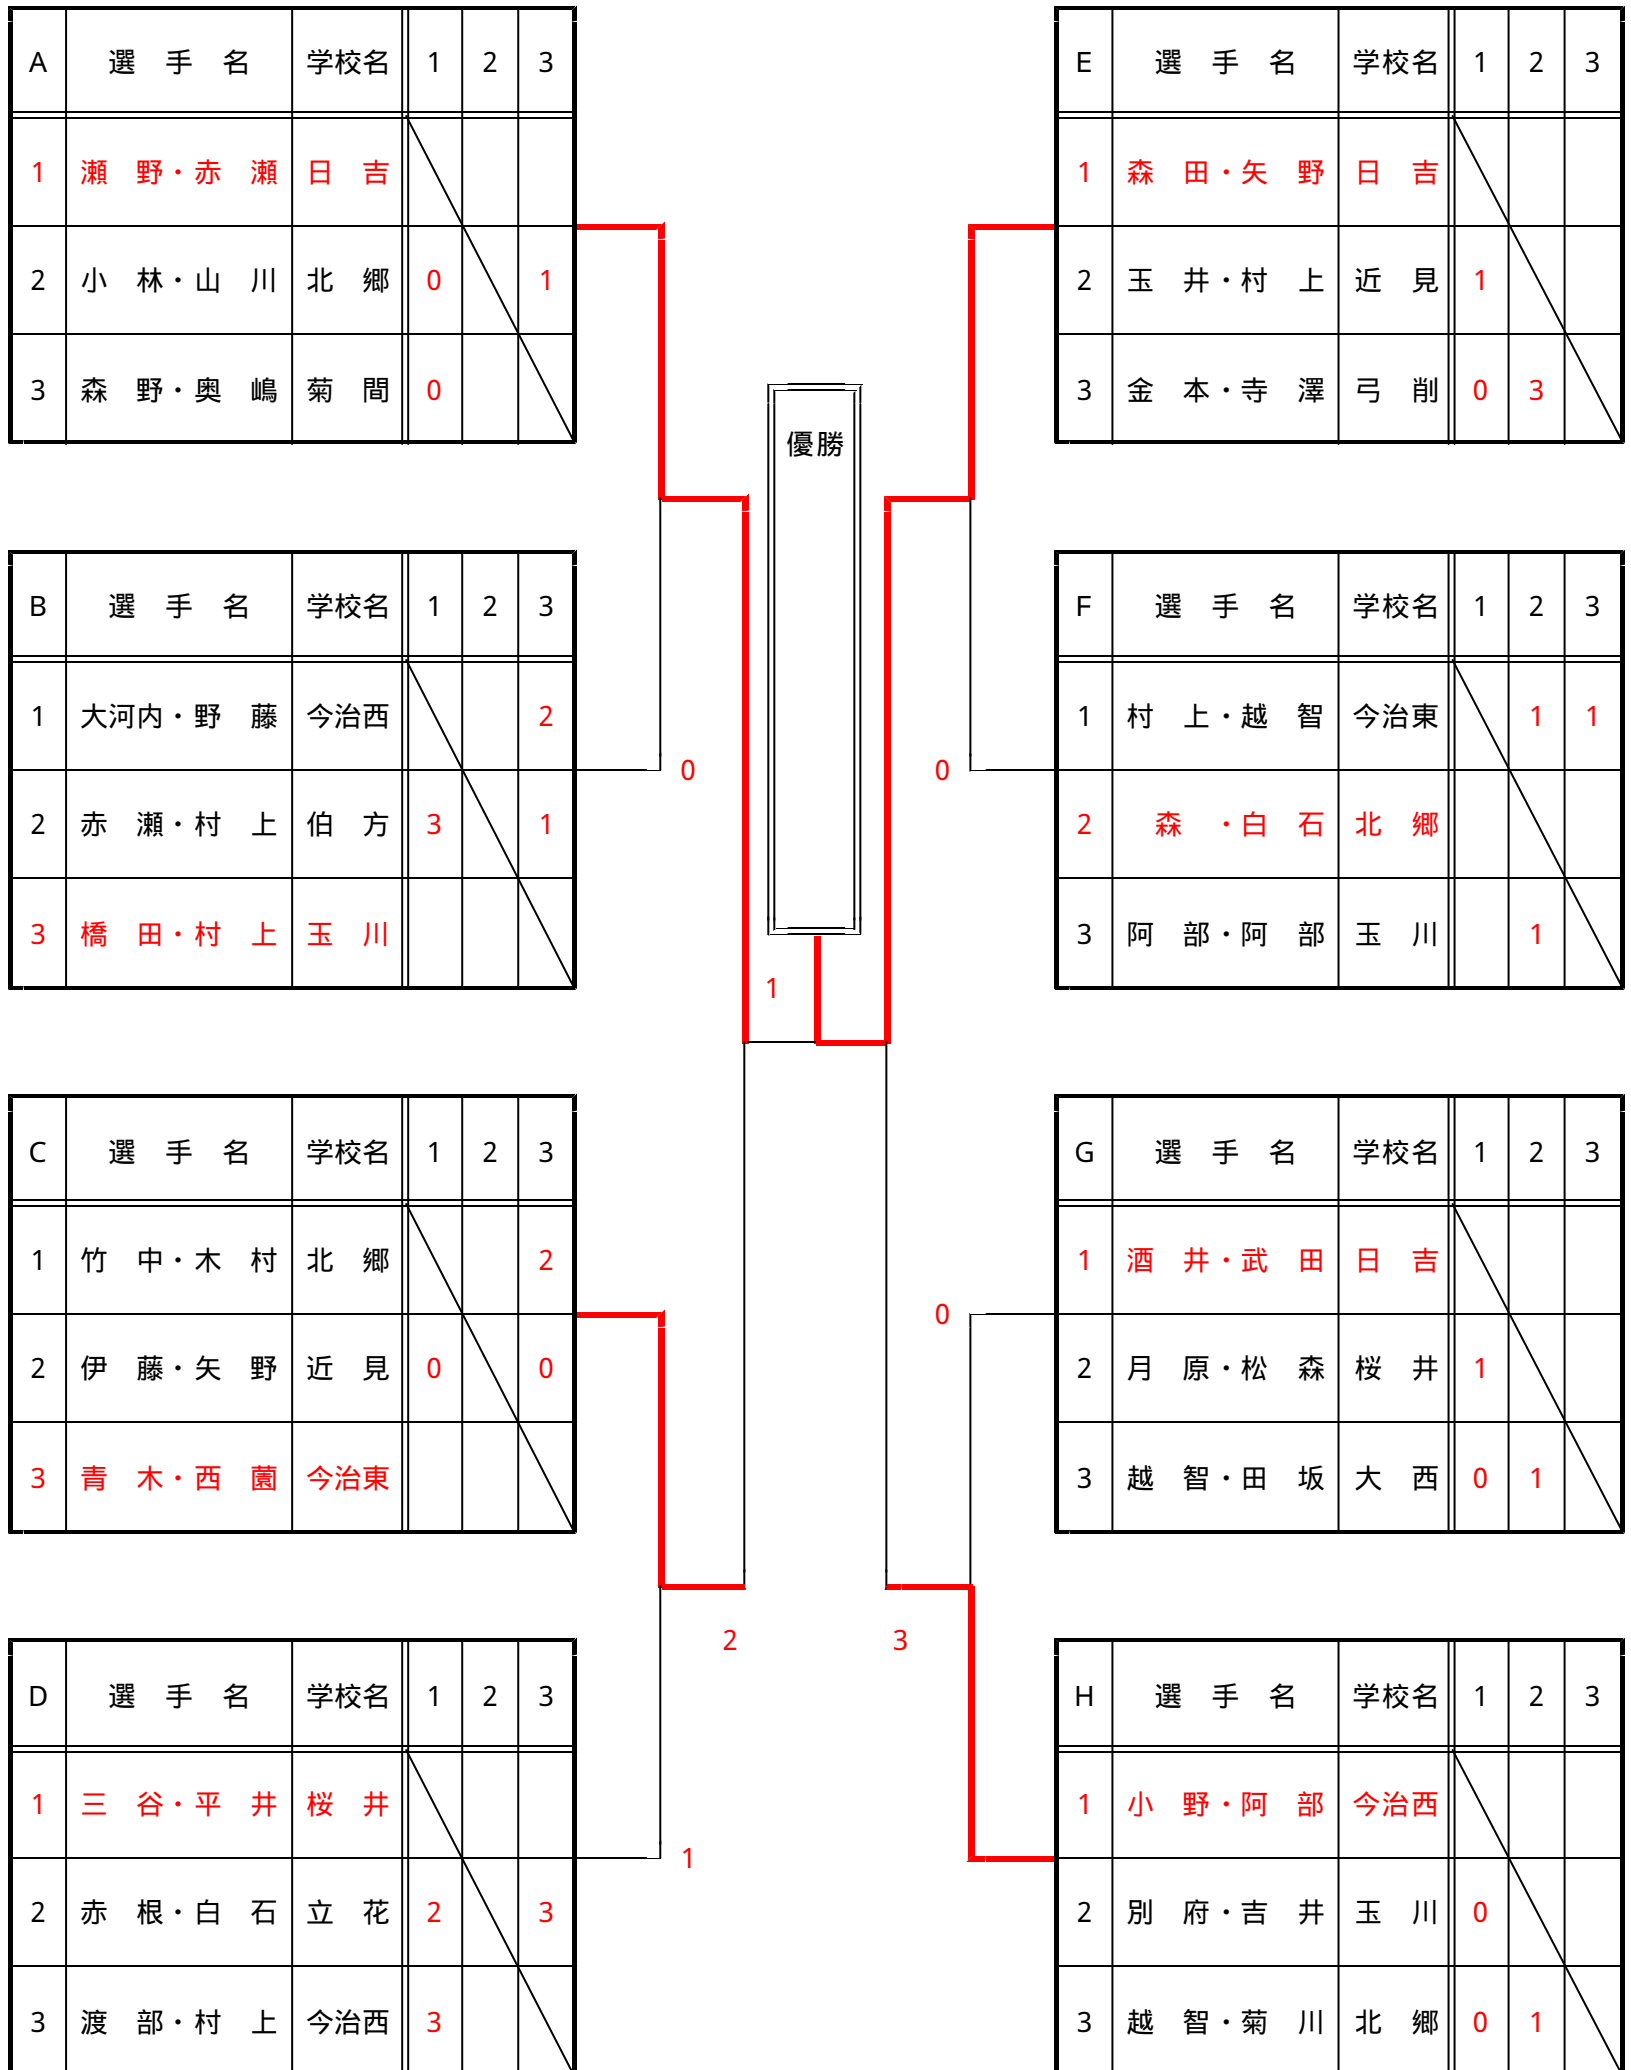 A 選 手 名 学校名 1 2 3
1 瀬 野・赤 瀬 日 吉
2 小 林・山 川 北 郷 0 1
3 森 野・奥 嶋 菊 間 0
B 選 手 名 学校名 1 2 3
1 大河内・野 藤 今治西 2
2 赤 瀬・村 上 伯 方 3 1
3 橋 田・村 上 玉 川
C 選 手 名 学校名 1 2 3
1 竹 中・木 村 北 郷 2
2 伊 藤・矢 野 近 見 0 0
3 青 木・西 薗 今治東
D 選 手 名 学校名 1 2 3
1 三 谷・平 井 桜 井
2 赤 根・白 石 立 花 2 3
3 渡 部・村 上 今治西 3
0
2
1
優勝
1
0
0
3
E 選 手 名 学校名 1 2 3
1 森 田・矢 野 日 吉
2 玉 井・村 上 近 見 1
3 金 本・寺 澤 弓 削 0 3
F 選 手 名 学校名 1 2 3
1 村 上・越 智 今治東 1 1
2 森 ・白 石 北 郷
3 阿 部・阿 部 玉 川 1
G 選 手 名 学校名 1 2 3
1 酒 井・武 田 日 吉
2 月 原・松 森 桜 井 1
3 越 智・田 坂 大 西 0 1
H 選 手 名 学校名 1 2 3
1 小 野・阿 部 今治西
2 別 府・吉 井 玉 川 0
3 越 智・菊 川 北 郷 0 1